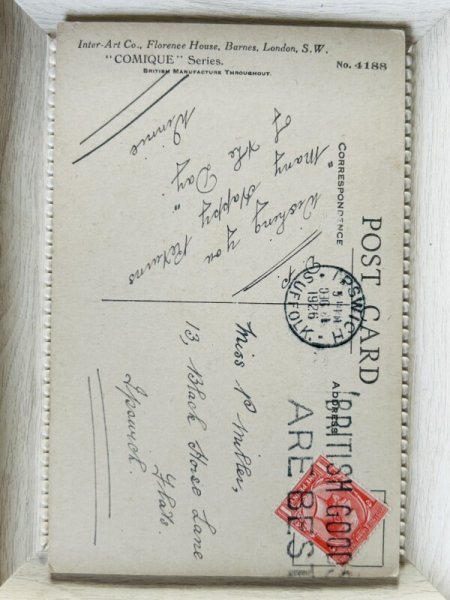 Inter-Art Co., Florence House, Barnes, London, S.W.
"COMIQUE" Series.
BRITISH MANUFACTURE THROUGHOUT.
No. 4188
POST CARD
CORRESPONDENCE
ADDRESS
Wishing you
"Many Happy Returns
of the Day"
Winnie
IPSWICH
1926
SUFFOLK
BRITISH GOODS
ARE BEST
Miss P Miller,
13, Black Horse Lane
Flats.
Ipswich.